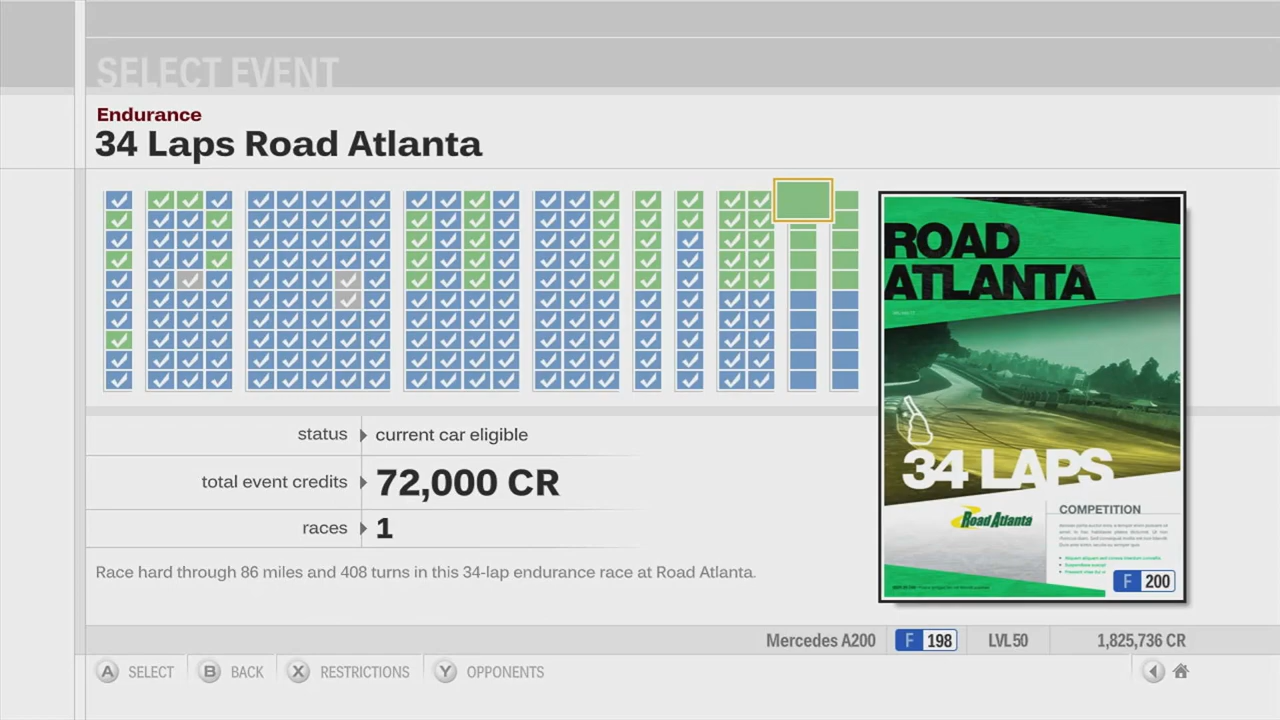 SELECT EVENT
Endurance
34 Laps Road Atlanta
ROAD
ATLANTA
34 LAPS
Road Atlanta
COMPETITION
F 200
status
current car eligible
total event credits
72,000 CR
races
1
Race hard through 86 miles and 408 turns in this 34-lap endurance race at Road Atlanta.
Mercedes A200
F 198
LVL50
1,825,736 CR
A SELECT
B BACK
X RESTRICTIONS
Y OPPONENTS